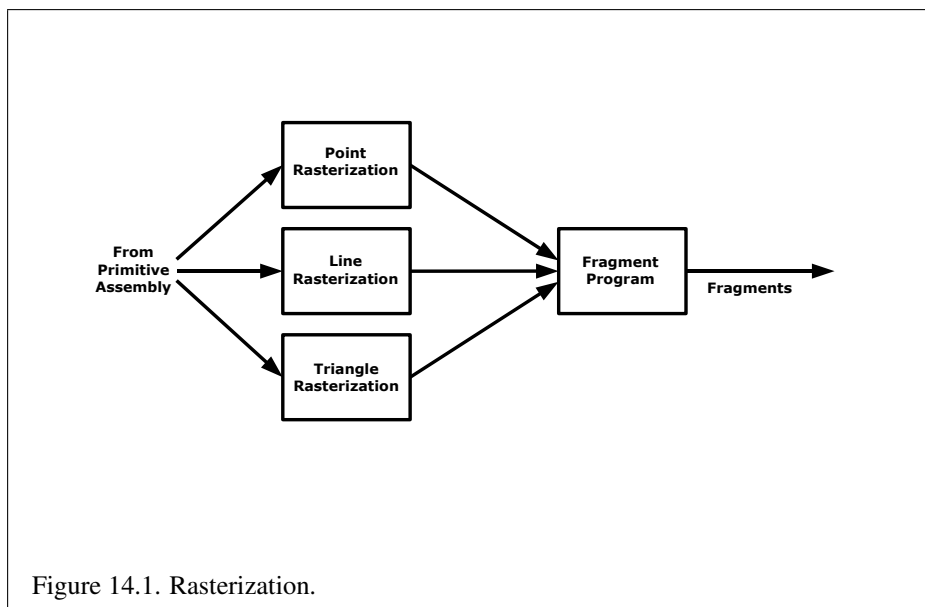 Point
Rasterization
From
Primitive
Assembly
Line
Rasterization
Triangle
Rasterization
Fragment
Program
Fragments
Figure 14.1. Rasterization.